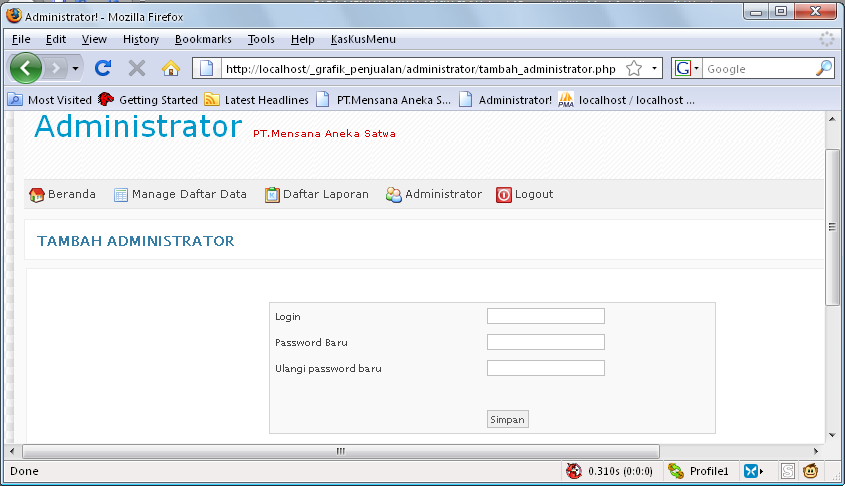 Administrator! - Mozilla Firefox
File Edit View History Bookmarks Tools Help KasKusMenu
http://localhost/_grafik_penjualan/administrator/tambah_administrator.php
G Google
Most Visited Getting Started Latest Headlines PT.Mensana Aneka S... Administrator! PMA localhost / localhost ...
Administrator PT.Mensana Aneka Satwa
Beranda Manage Daftar Data Daftar Laporan Administrator Logout
TAMBAH ADMINISTRATOR
Login
Password Baru
Ulangi password baru
Simpan
Done 0.310s (0:0:0) Profile1 S